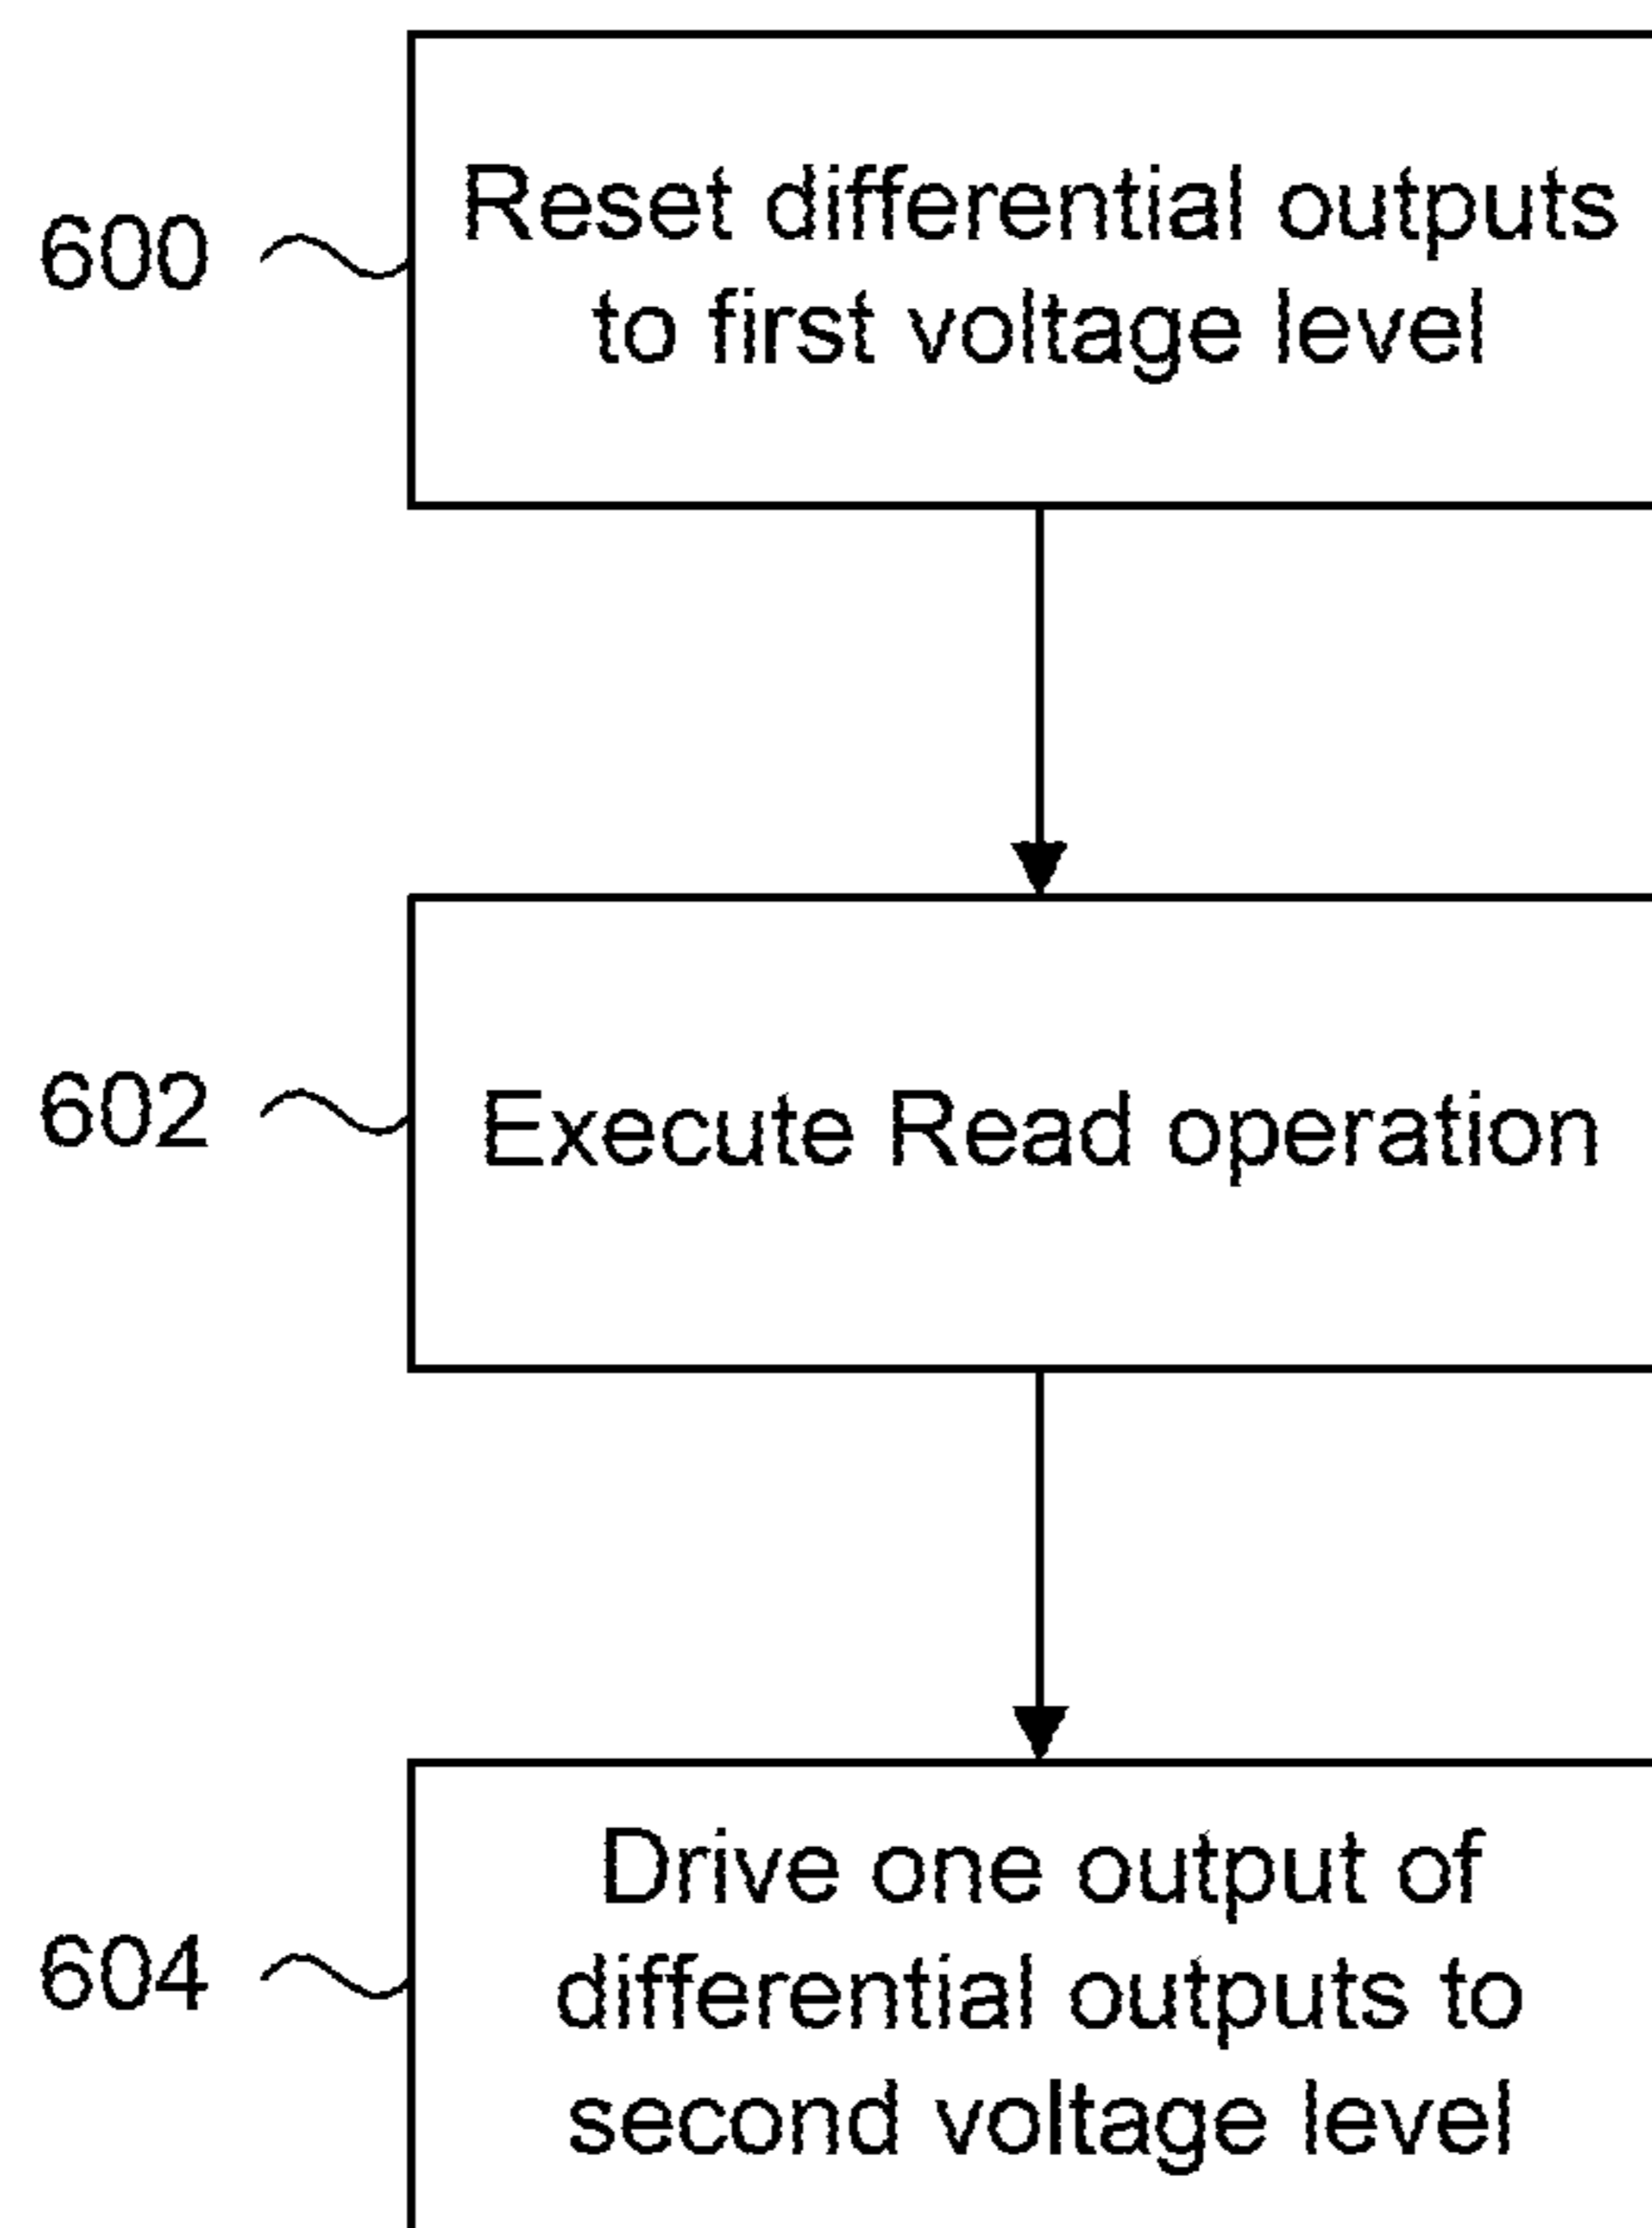 600
Reset differential outputs
to first voltage level
602
Execute Read operation
604
Drive one output of
differential outputs to
second voltage level